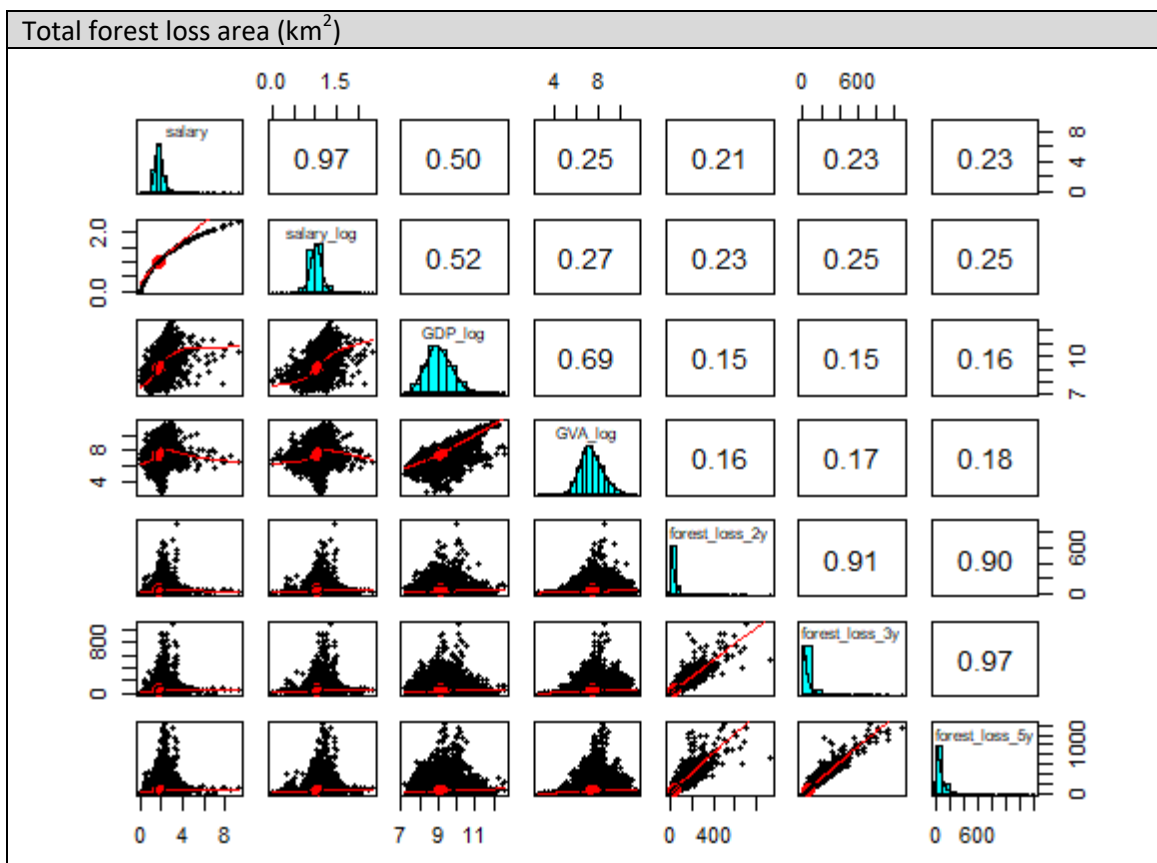 Total forest loss area (km²)
0.0 1.5 4 8 0 600
salary 0.97 0.50 0.25 0.21 0.23 0.23 0 4 8
0.0 2.0 salary_log 0.52 0.27 0.23 0.25 0.25
GDP_log 0.69 0.15 0.15 0.16 7 10
4 8 GVA_log 0.16 0.17 0.18
forest_loss_2y 0.91 0.90 0 600
0 800 forest_loss_3y 0.97
forest_loss_5y 0 1000
0 4 8 7 9 11 0 400 0 600